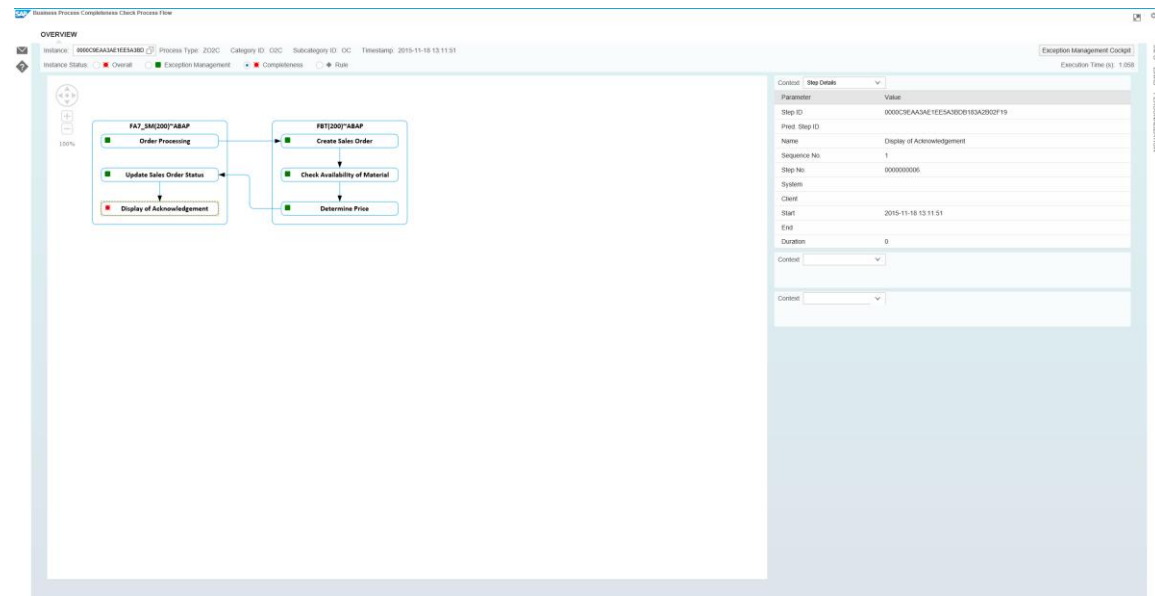 SAP Business Process Completeness Check Process Flow
OVERVIEW
Instance: 0000C9EAA3AE1EE5A3BD Process Type: ZO2C Category ID: O2C Subcategory ID: OC Timestamp: 2015-11-18 13:11:51
Exception Management Cockpit
Instance Status: Overall Exception Management Completeness Rule
Execution Time (s): 1.058
100%
FA7_SM(200)~ABAP
Order Processing
Update Sales Order Status
Display of Acknowledgement
FBT(200)~ABAP
Create Sales Order
Check Availability of Material
Determine Price
Context: Step Details
Parameter Value
Step ID 0000C9EAA3AE1EE5A3BDB183A2B02F19
Pred. Step ID
Name Display of Acknowledgement
Sequence No. 1
Step No. 0000000006
System
Client
Start 2015-11-18 13:11:51
End
Duration 0
Context:
Context: